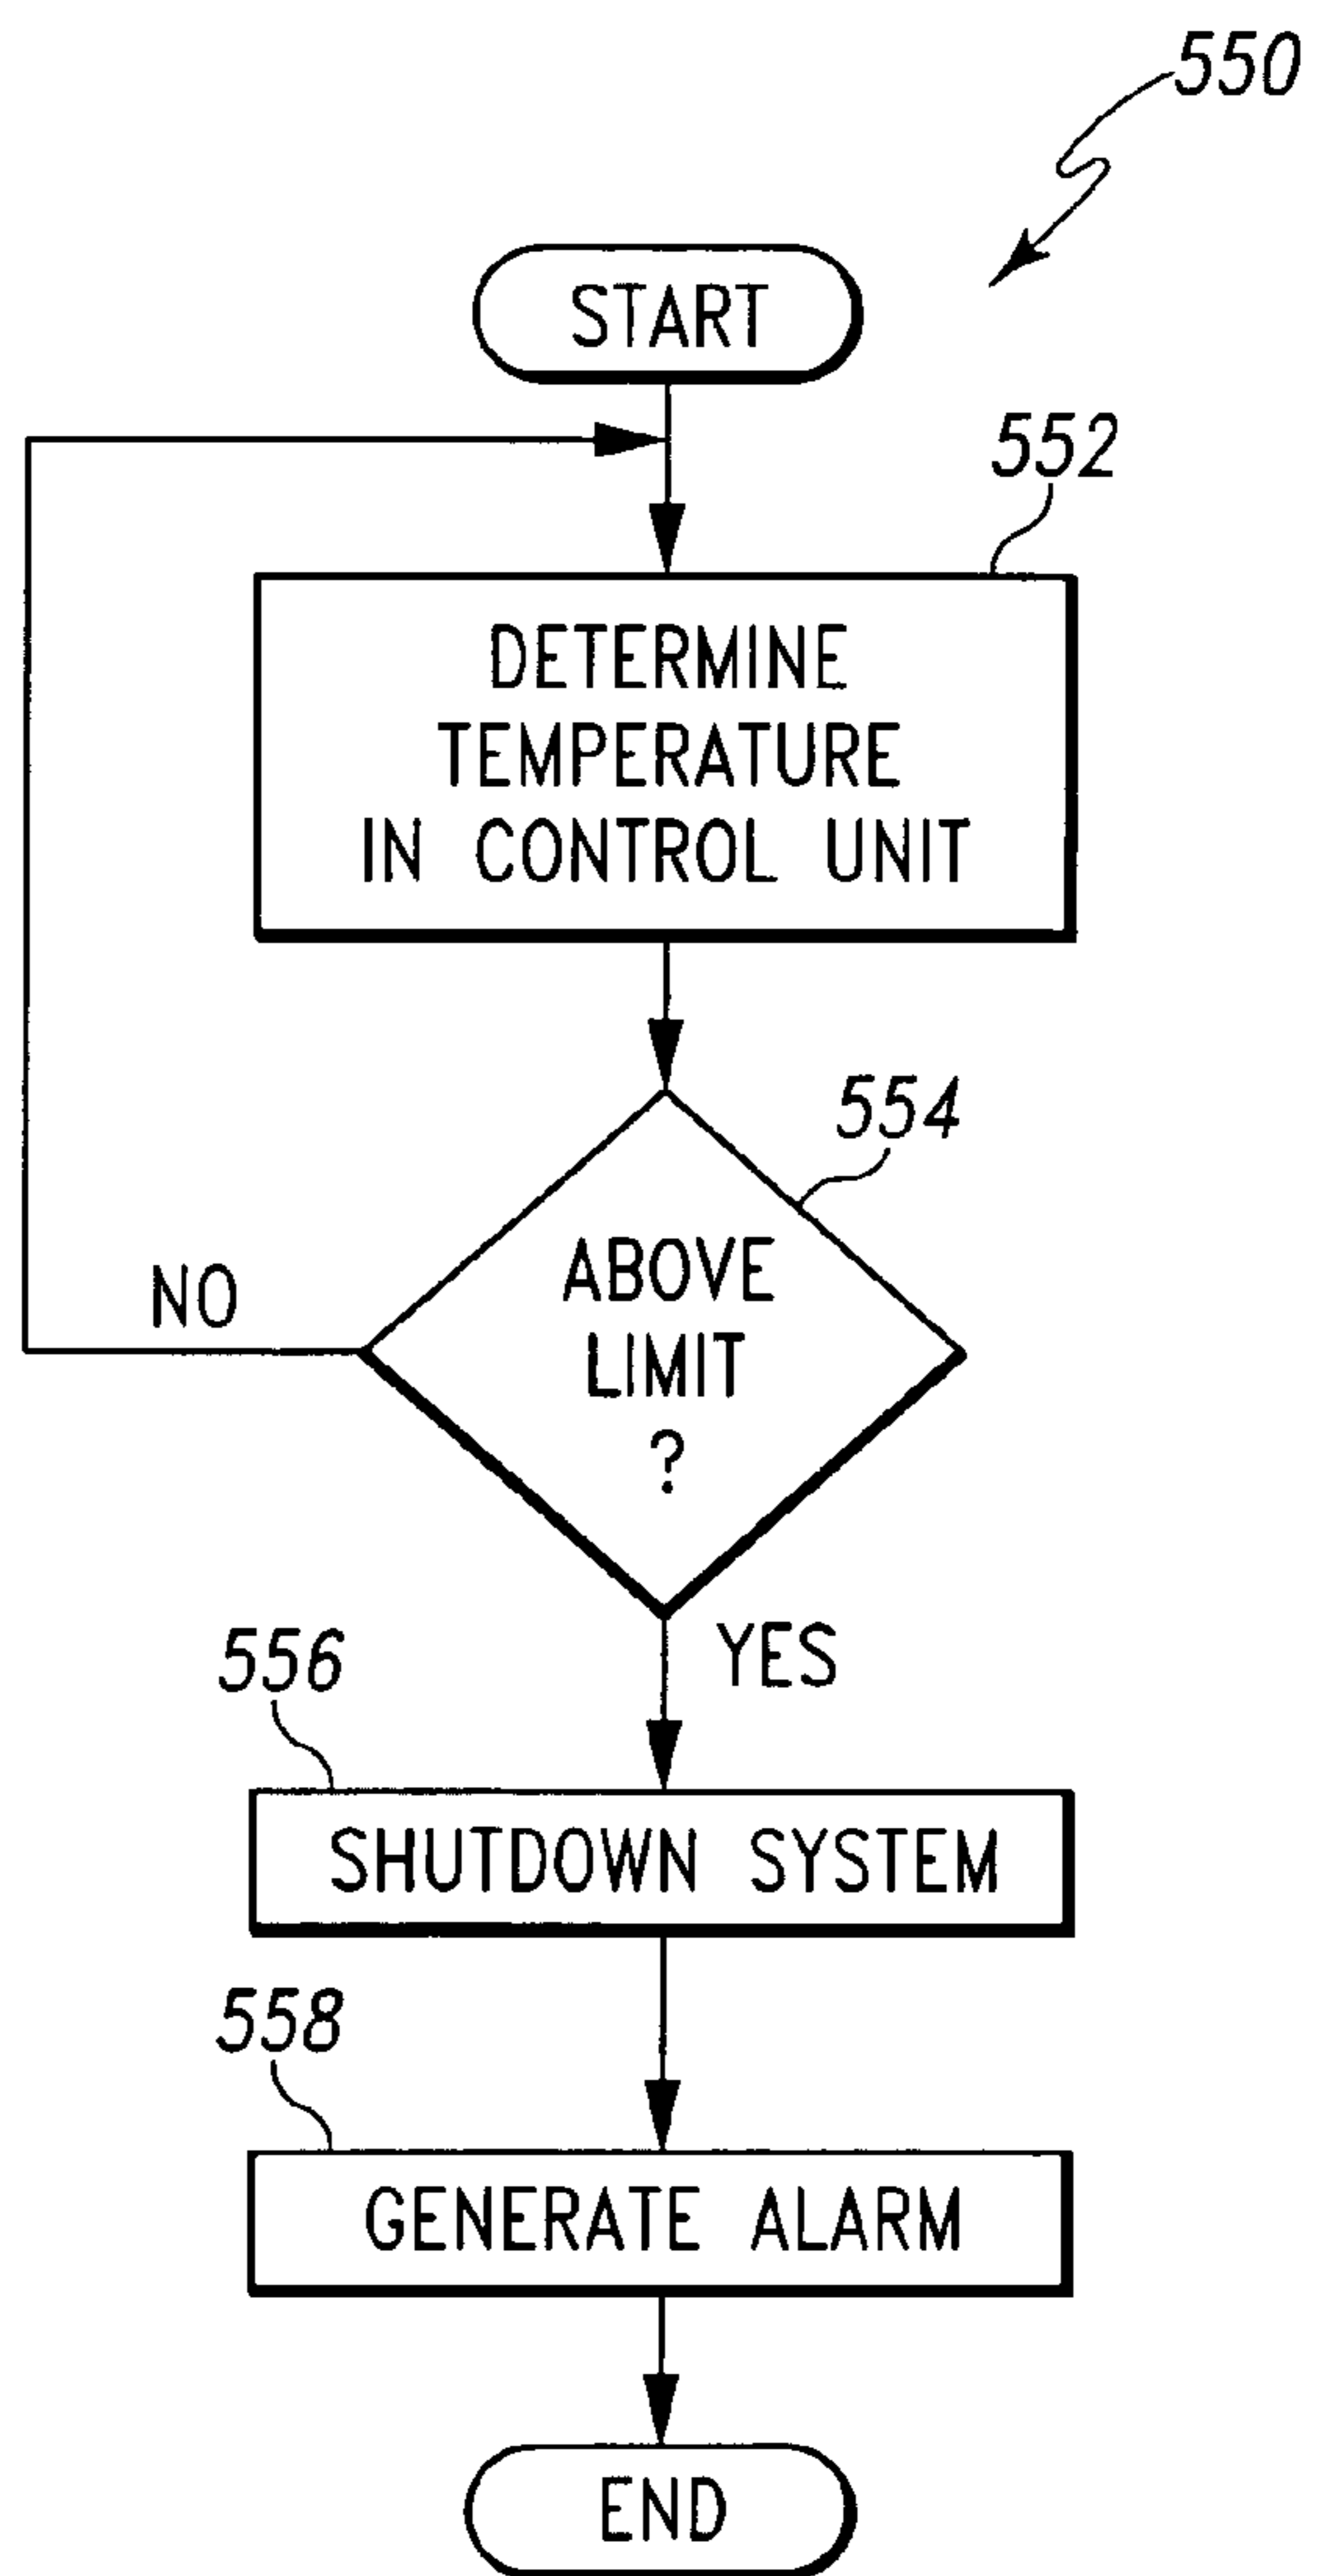 550
START
552
DETERMINE
TEMPERATURE
IN CONTROL UNIT
554
ABOVE
LIMIT
?
NO
YES
556
SHUTDOWN SYSTEM
558
GENERATE ALARM
END